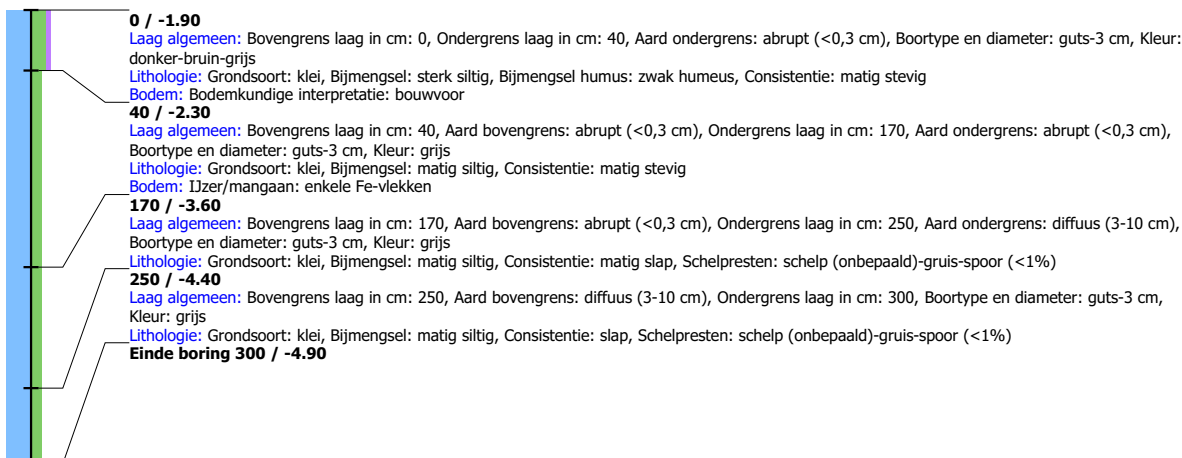 0 / -1.90
Laag algemeen: Bovengrens laag in cm: 0, Ondergrens laag in cm: 40, Aard ondergrens: abrupt (<0,3 cm), Boortype en diameter: guts-3 cm, Kleur:
donker-bruin-grijs
Lithologie: Grondsoort: klei, Bijmengsel: sterk siltig, Bijmengsel humus: zwak humeus, Consistentie: matig stevig
Bodem: Bodemkundige interpretatie: bouwvoor
40 / -2.30
Laag algemeen: Bovengrens laag in cm: 40, Aard bovengrens: abrupt (<0,3 cm), Ondergrens laag in cm: 170, Aard ondergrens: abrupt (<0,3 cm),
Boortype en diameter: guts-3 cm, Kleur: grijs
Lithologie: Grondsoort: klei, Bijmengsel: matig siltig, Consistentie: matig stevig
Bodem: IJzer/mangaan: enkele Fe-vlekken
170 / -3.60
Laag algemeen: Bovengrens laag in cm: 170, Aard bovengrens: abrupt (<0,3 cm), Ondergrens laag in cm: 250, Aard ondergrens: diffuus (3-10 cm),
Boortype en diameter: guts-3 cm, Kleur: grijs
Lithologie: Grondsoort: klei, Bijmengsel: matig siltig, Consistentie: matig slap, Schelpresten: schelp (onbepaald)-gruis-spoor (<1%)
250 / -4.40
Laag algemeen: Bovengrens laag in cm: 250, Aard bovengrens: diffuus (3-10 cm), Ondergrens laag in cm: 300, Boortype en diameter: guts-3 cm,
Kleur: grijs
Lithologie: Grondsoort: klei, Bijmengsel: matig siltig, Consistentie: slap, Schelpresten: schelp (onbepaald)-gruis-spoor (<1%)
Einde boring 300 / -4.90